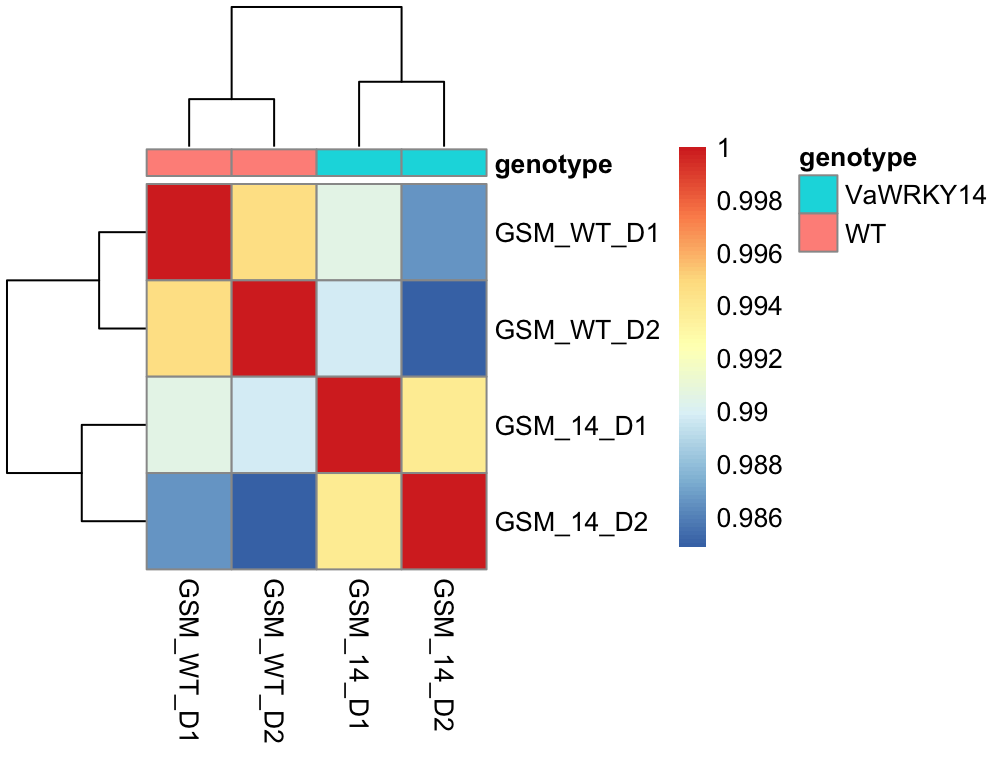 genotype
GSM_WT_D1
GSM_WT_D2
GSM_14_D1
GSM_14_D2
GSM_WT_D1
GSM_WT_D2
GSM_14_D1
GSM_14_D2
1
0.998
0.996
0.994
0.992
0.99
0.988
0.986
genotype
VaWRKY14
WT